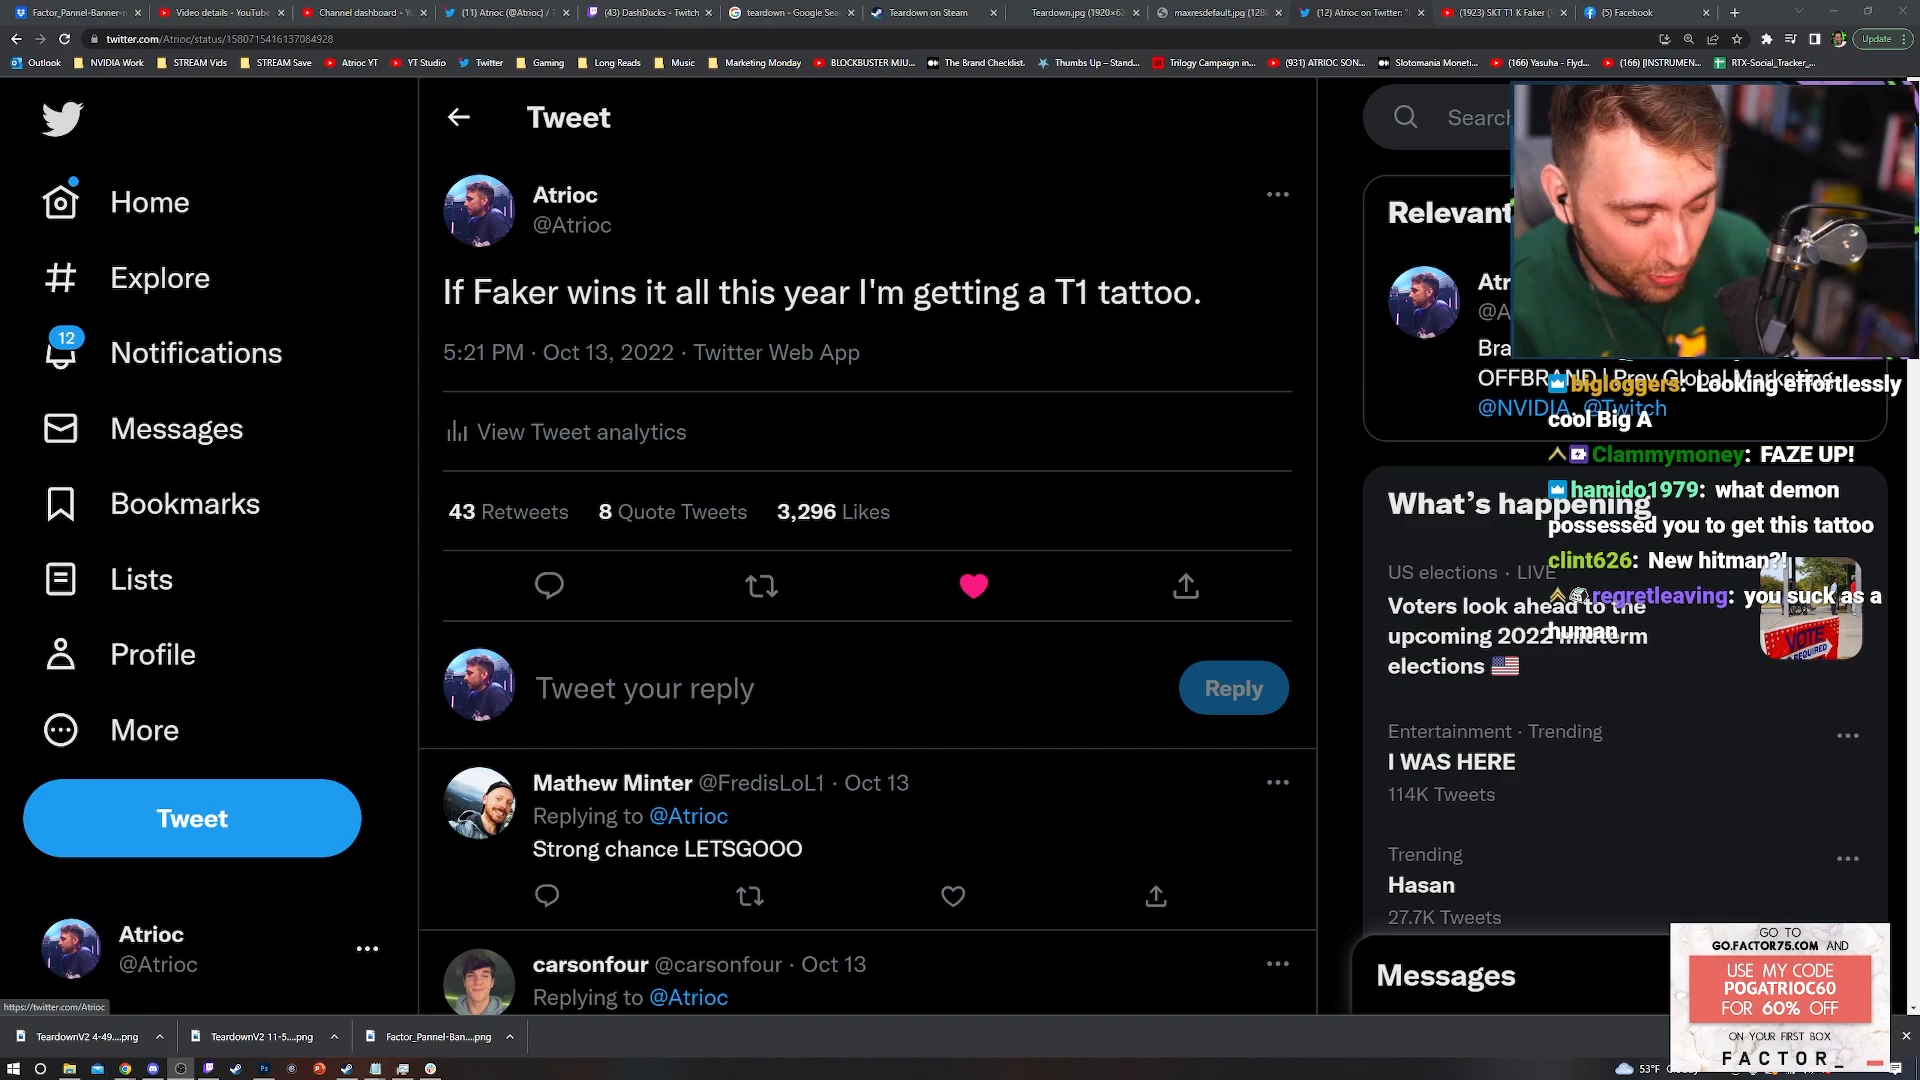 Factor_Pannel-Banner-r
Video details - YouTube
Channel dashboard - Yo
(11) Atrioc (@Atrioc) / T
(43) DashDucks - Twitch
teardown - Google Sea
Teardown on Steam
Teardown.jpg (1920×62
maxresdefault.jpg (128
(12) Atrioc on Twitter: "
(1923) SKT T1 K Faker (
(5) Facebook
twitter.com/Atrioc/status/1580715416137084928
Update
Outlook
NVIDIA Work
STREAM Vids
STREAM Save
Atrioc YT
YT Studio
Twitter
Gaming
Long Reads
Music
Marketing Monday
BLOCKBUSTER MIU...
The Brand Checklist.
Thumbs Up – Stand...
Trilogy Campaign in...
(931) ATRIOC SON...
Slotomania Moneti...
(166) Yasuha - Flyd...
(166) [INSTRUMEN...
RTX-Social_Tracker_...
Home
Explore
12
Notifications
Messages
Bookmarks
Lists
Profile
More
Tweet
Atrioc
@Atrioc
https://twitter.com/Atrioc
Tweet
Atrioc
@Atrioc
If Faker wins it all this year I'm getting a T1 tattoo.
5:21 PM · Oct 13, 2022 · Twitter Web App
View Tweet analytics
43 Retweets 8 Quote Tweets 3,296 Likes
Tweet your reply
Reply
Mathew Minter @FredisLoL1 · Oct 13
Replying to @Atrioc
Strong chance LETSGOOO
carsonfour @carsonfour · Oct 13
Replying to @Atrioc
Search
Relevant
Atr
@A
Bra
OFFBRAND | Prev Global Marketing
@NVIDIA, @Twitch
bigloggers: Looking effortlessly
cool Big A
Clammymoney: FAZE UP!
hamido1979: what demon
possessed you to get this tattoo
clint626: New hitman?!
regretleaving: you suck as a
human
What's happening
US elections · LIVE
Voters look ahead to the
upcoming 2022 midterm
elections
VOTE
REQUIRED
Entertainment · Trending
I WAS HERE
114K Tweets
Trending
Hasan
27.7K Tweets
Messages
GO TO
GO.FACTOR75.COM AND
USE MY CODE
POGATRIOC60
FOR 60% OFF
ON YOUR FIRST BOX
FACTOR_
TeardownV2 4-49....png
TeardownV2 11-5....png
Factor_Pannel-Ban....png
53°F